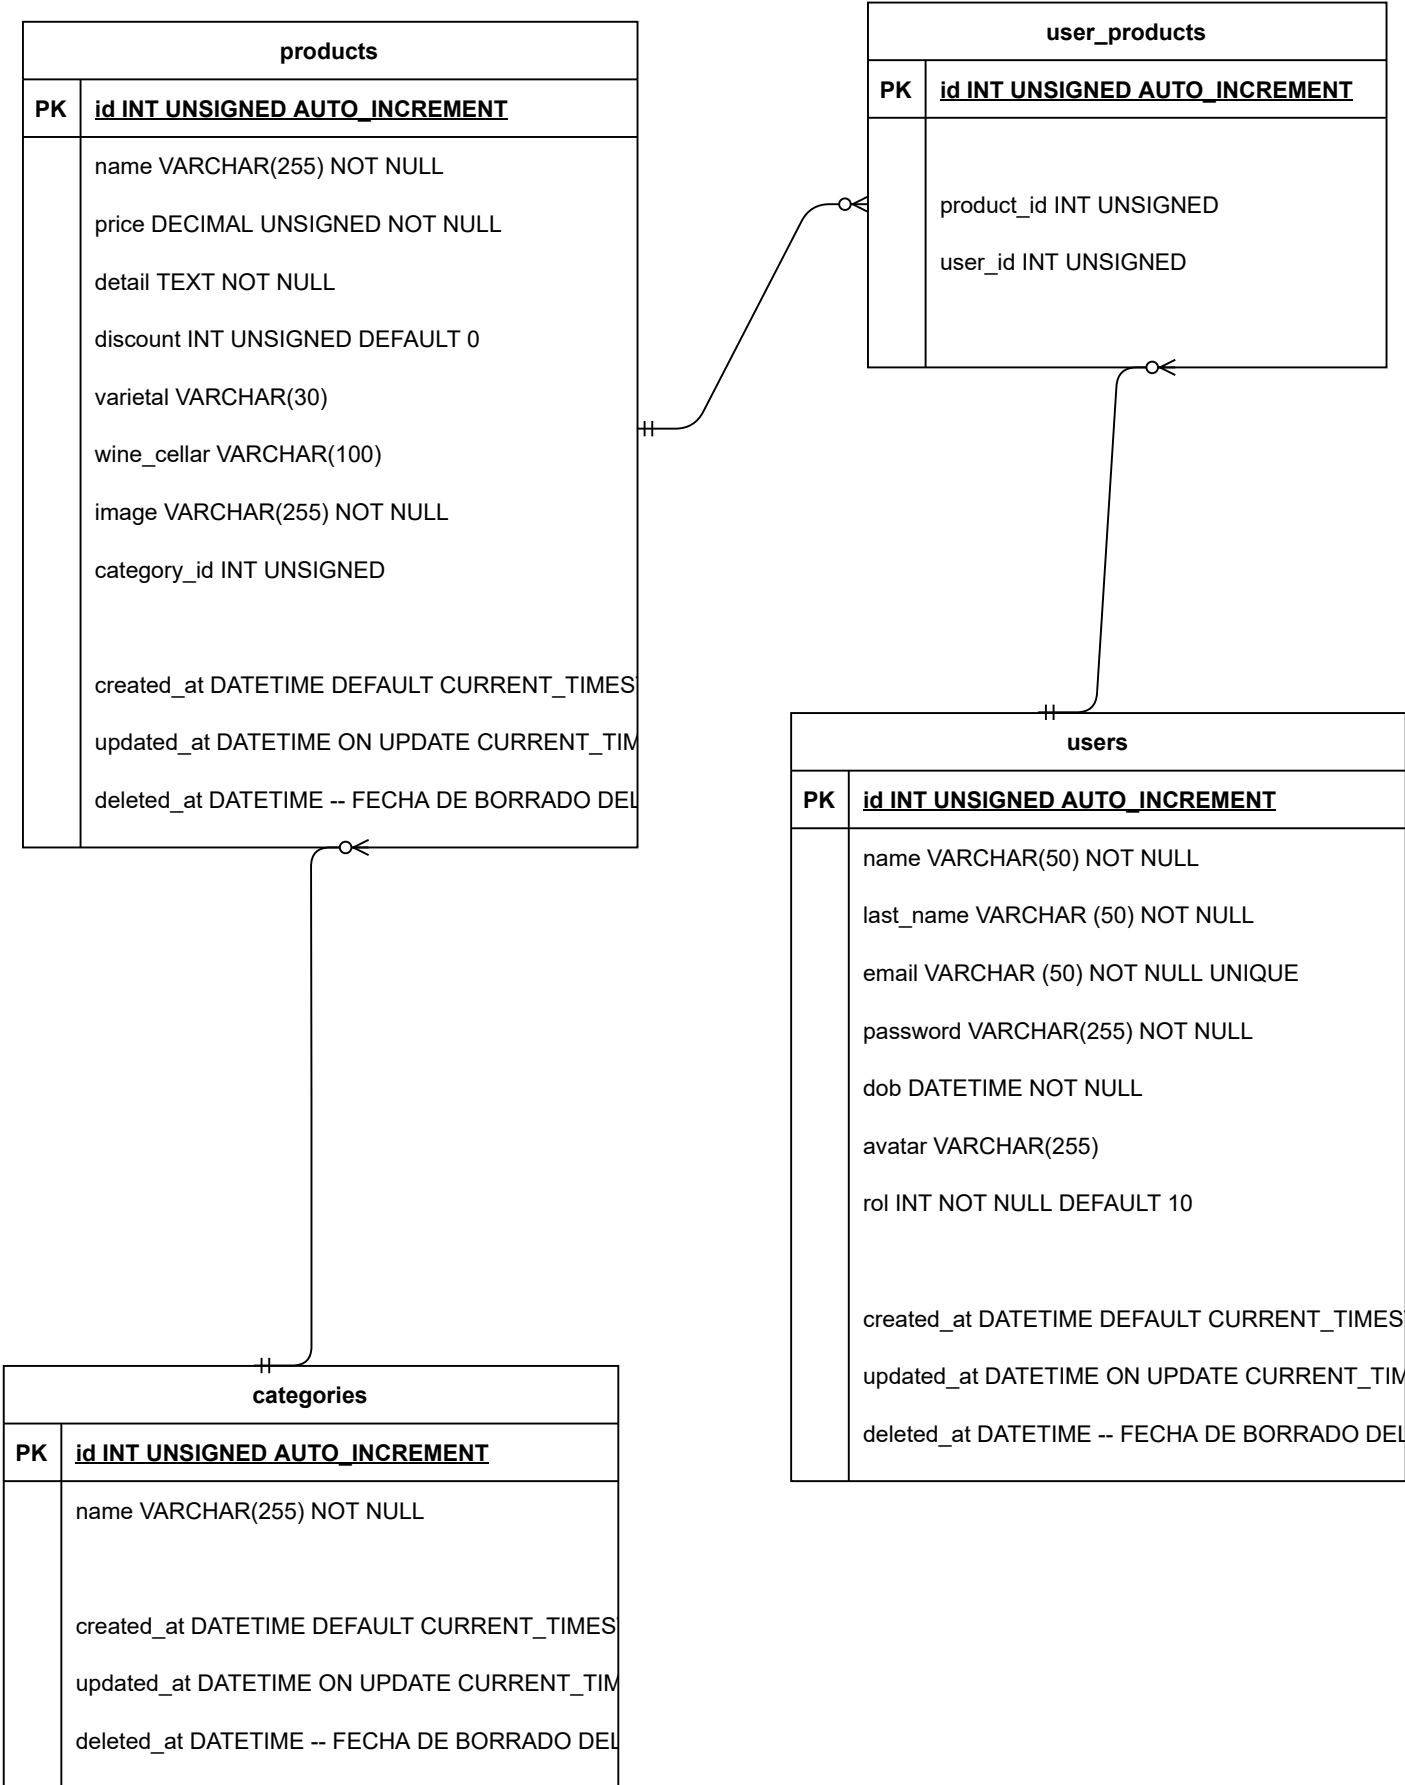 products
PK id INT UNSIGNED AUTO_INCREMENT
name VARCHAR(255) NOT NULL
price DECIMAL UNSIGNED NOT NULL
detail TEXT NOT NULL
discount INT UNSIGNED DEFAULT 0
varietal VARCHAR(30)
wine_cellar VARCHAR(100)
image VARCHAR(255) NOT NULL
category_id INT UNSIGNED
created_at DATETIME DEFAULT CURRENT_TIMES
updated_at DATETIME ON UPDATE CURRENT_TIM
deleted_at DATETIME -- FECHA DE BORRADO DEL
user_products
PK id INT UNSIGNED AUTO_INCREMENT
product_id INT UNSIGNED
user_id INT UNSIGNED
users
PK id INT UNSIGNED AUTO_INCREMENT
name VARCHAR(50) NOT NULL
last_name VARCHAR (50) NOT NULL
email VARCHAR (50) NOT NULL UNIQUE
password VARCHAR(255) NOT NULL
dob DATETIME NOT NULL
avatar VARCHAR(255)
rol INT NOT NULL DEFAULT 10
created_at DATETIME DEFAULT CURRENT_TIMES
updated_at DATETIME ON UPDATE CURRENT_TIM
deleted_at DATETIME -- FECHA DE BORRADO DEL
categories
PK id INT UNSIGNED AUTO_INCREMENT
name VARCHAR(255) NOT NULL
created_at DATETIME DEFAULT CURRENT_TIMES
updated_at DATETIME ON UPDATE CURRENT_TIM
deleted_at DATETIME -- FECHA DE BORRADO DEL